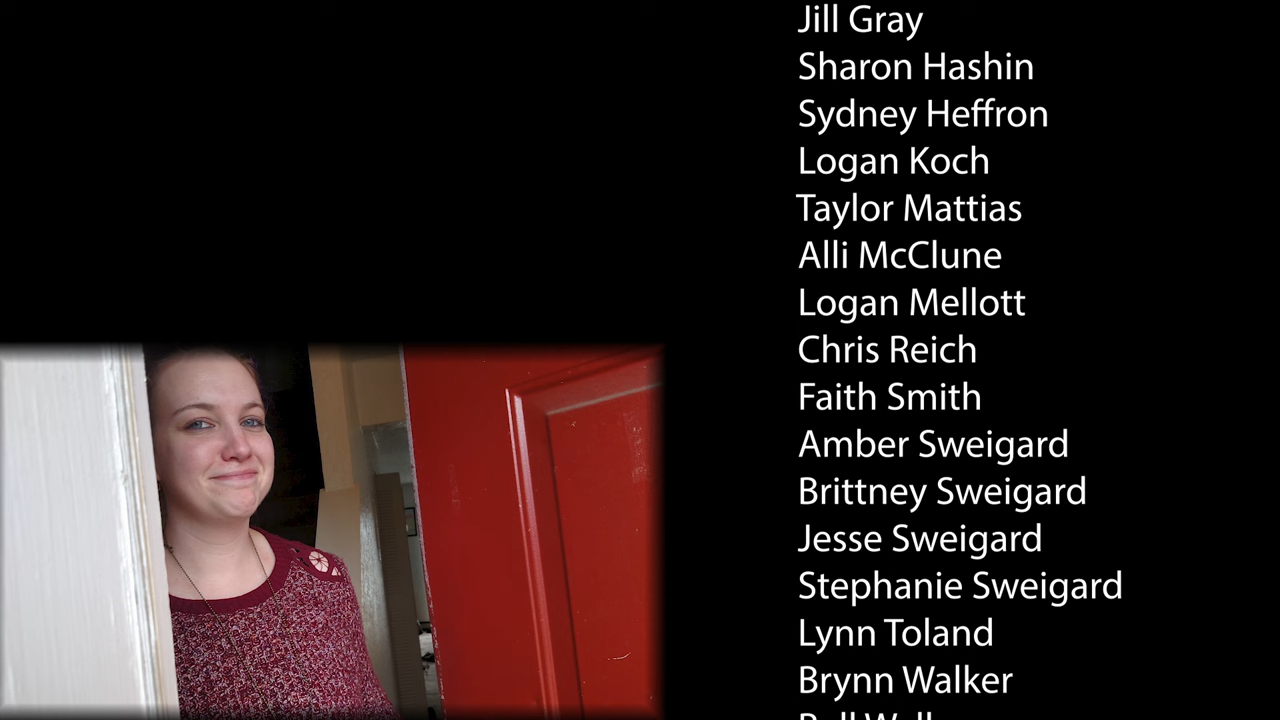 Jill Gray
Sharon Hashin
Sydney Heffron
Logan Koch
Taylor Mattias
Alli McClune
Logan Mellott
Chris Reich
Faith Smith
Amber Sweigard
Brittney Sweigard
Jesse Sweigard
Stephanie Sweigard
Lynn Toland
Brynn Walker